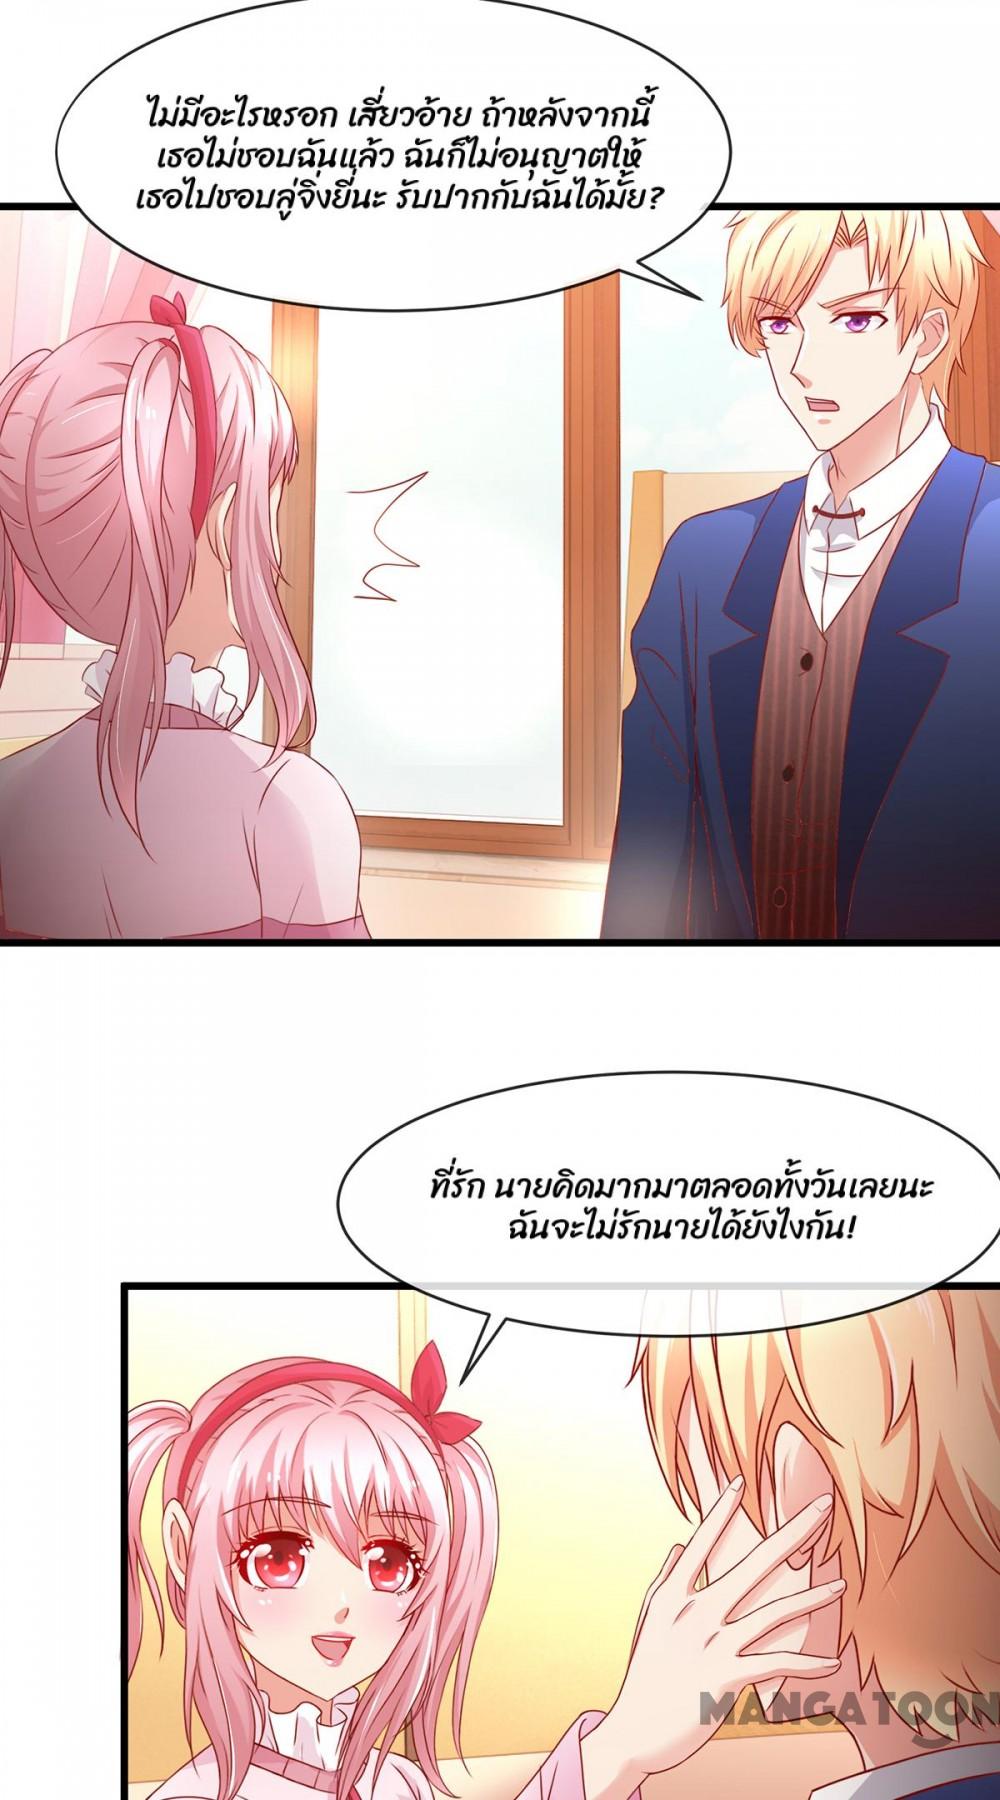 ไม่มีอะไรหรอก เสี่ยวอ้าย ถ้าหลังจากนี้
เธอไม่ชอบฉันแล้ว ฉันก็ไม่อนุญาตให้
เธอไปชอบลู่จิ่งยี่นะ รับปากกับฉันได้มั้ย?
ที่รัก นายคิดมากมาตลอดทั้งวันเลยนะ
ฉันจะไม่รักนายได้ยังไงกัน!
MANGATOON